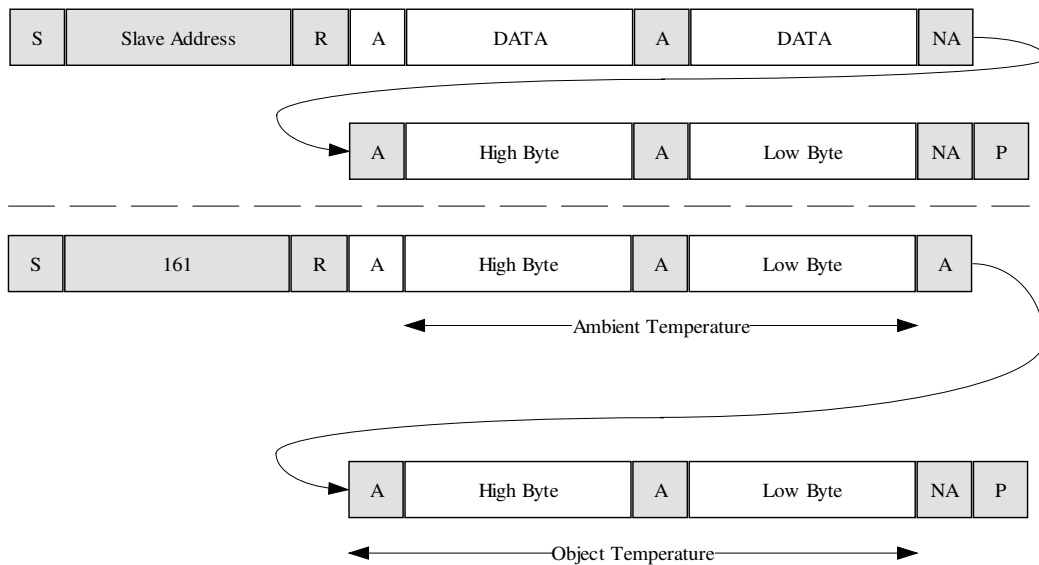 S Slave Address R A DATA A DATA NA
A High Byte A Low Byte NA P
S 161 R A High Byte A Low Byte A
Ambient Temperature
A High Byte A Low Byte NA P
Object Temperature